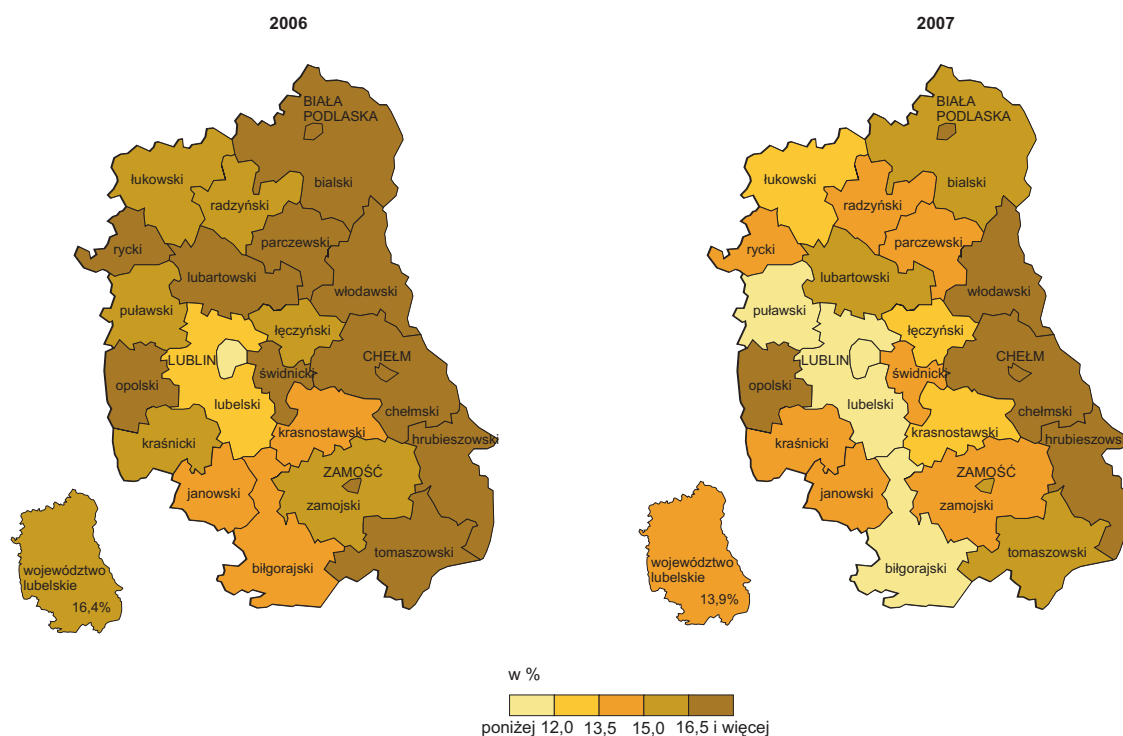 2006
BIAŁA
PODLASKA
łukowski
bialski
radzyński
parczewski
rycki
lubartowski
włodawski
puławski
łęczyński
LUBLIN
CHEŁM
świdnicki
opolski
lubelski
chełmski
krasnostawski
hrubieszowski
kraśnicki
ZAMOŚĆ
janowski
zamojski
tomaszowski
biłgorajski
województwo
lubelskie
16,4%
2007
BIAŁA
PODLASKA
łukowski
bialski
radzyński
parczewski
rycki
lubartowski
włodawski
puławski
łęczyński
LUBLIN
CHEŁM
świdnicki
opolski
lubelski
chełmski
krasnostawski
hrubieszows
kraśnicki
ZAMOŚĆ
janowski
zamojski
tomaszowski
biłgorajski
województwo
lubelskie
13,9%
w %
poniżej 12,0 13,5 15,0 16,5 i więcej